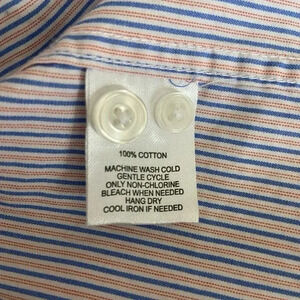 100% COTTON
MACHINE WASH COLD
GENTLE CYCLE
ONLY NON-CHLORINE
BLEACH WHEN NEEDED
HANG DRY
COOL IRON IF NEEDED